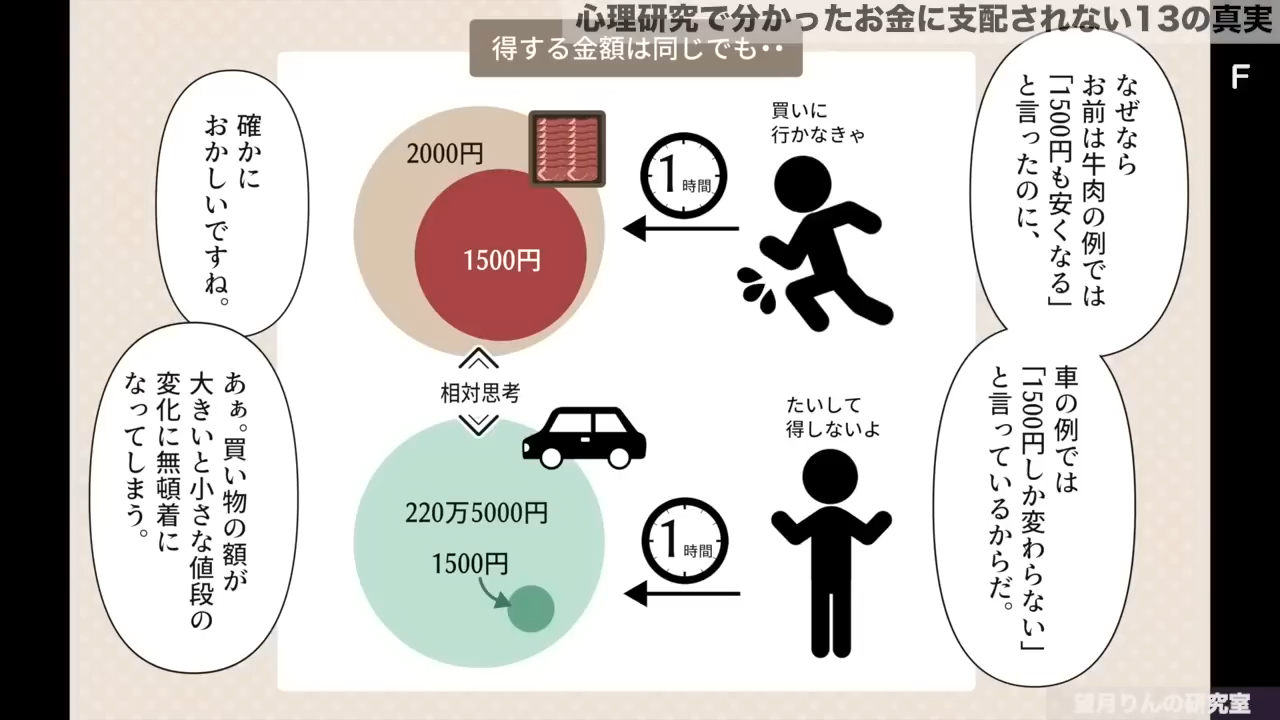 心理研究で分かったお金に支配されない13の真実
得する金額は同じでも・・
F
なぜなら
お前は牛肉の例では
「1500円も安くなる」
と言ったのに、
車の例では
「1500円しか変わらない」
と言っているからだ。
買いに
行かなきゃ
1時間
2000円
1500円
相対思考
たいして
得しないよ
1時間
220万5000円
1500円
確かに
おかしいですね。
あぁ。買い物の額が
大きいと小さな値段の
変化に無頓着に
なってしまう。
望月りんの研究室